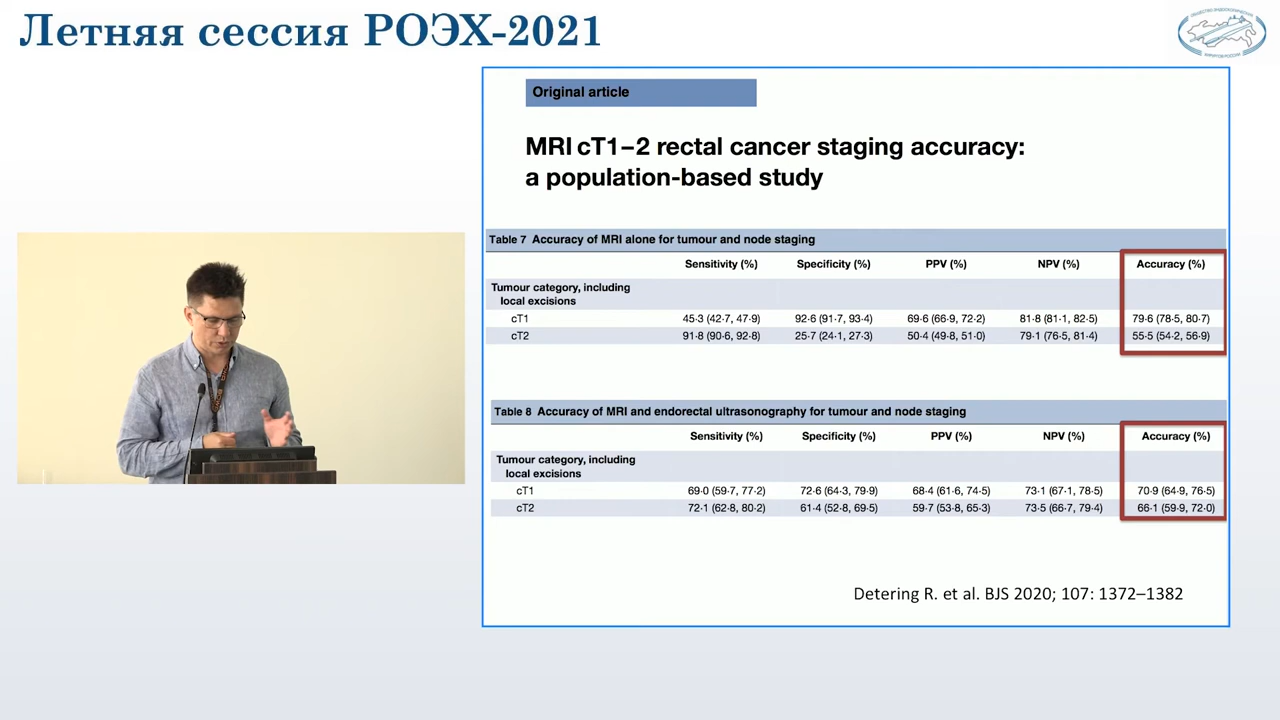 Летняя сессия РОЭХ-2021
Original article
MRI cT1–2 rectal cancer staging accuracy:
a population-based study
Table 7 Accuracy of MRI alone for tumour and node staging
Sensitivity (%) Specificity (%) PPV (%) NPV (%) Accuracy (%)
Tumour category, including
local excisions
cT1 45·3 (42·7, 47·9) 92·6 (91·7, 93·4) 69·6 (66·9, 72·2) 81·8 (81·1, 82·5) 79·6 (78·5, 80·7)
cT2 91·8 (90·6, 92·8) 25·7 (24·1, 27·3) 50·4 (49·8, 51·0) 79·1 (76·5, 81·4) 55·5 (54·2, 56·9)
Table 8 Accuracy of MRI and endorectal ultrasonography for tumour and node staging
Sensitivity (%) Specificity (%) PPV (%) NPV (%) Accuracy (%)
Tumour category, including
local excisions
cT1 69·0 (59·7, 77·2) 72·6 (64·3, 79·9) 68·4 (61·6, 74·5) 73·1 (67·1, 78·5) 70·9 (64·9, 76·5)
cT2 72·1 (62·8, 80·2) 61·4 (52·8, 69·5) 59·7 (53·8, 65·3) 73·5 (66·7, 79·4) 66·1 (59·9, 72·0)
Detering R. et al. BJS 2020; 107: 1372–1382